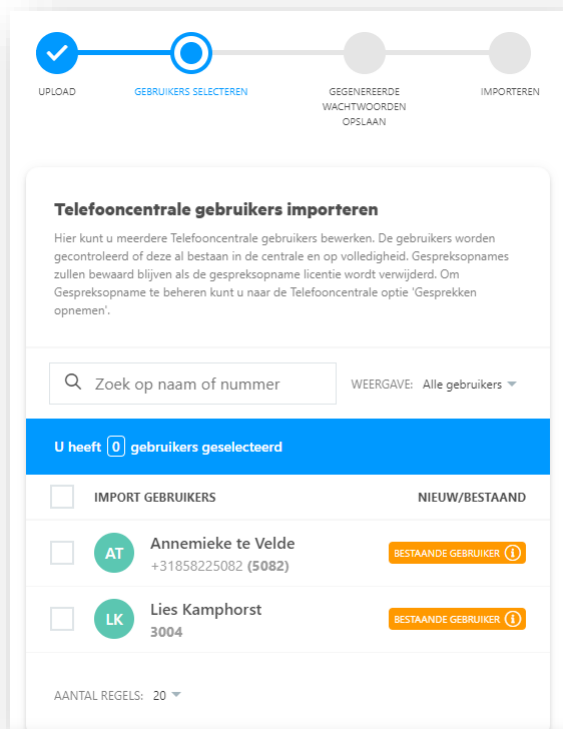 UPLOAD
GEBRUIKERS SELECTEREN
GEGENEREERDE
WACHTWOORDEN
OPSLAAN
IMPORTEREN
Telefooncentrale gebruikers importeren
Hier kunt u meerdere Telefooncentrale gebruikers bewerken. De gebruikers worden
gecontroleerd of deze al bestaan in de centrale en op volledigheid. Gespreksopnames
zullen bewaard blijven als de gespreksopname licentie wordt verwijderd. Om
Gespreksopname te beheren kunt u naar de Telefooncentrale optie 'Gesprekken
opnemen'.
Zoek op naam of nummer
WEERGAVE: Alle gebruikers
U heeft 0 gebruikers geselecteerd
IMPORT GEBRUIKERS NIEUW/BESTAAND
AT
Annemieke te Velde
+31858225082 (5082)
BESTAANDE GEBRUIKER
LK
Lies Kamphorst
3004
BESTAANDE GEBRUIKER
AANTAL REGELS: 20